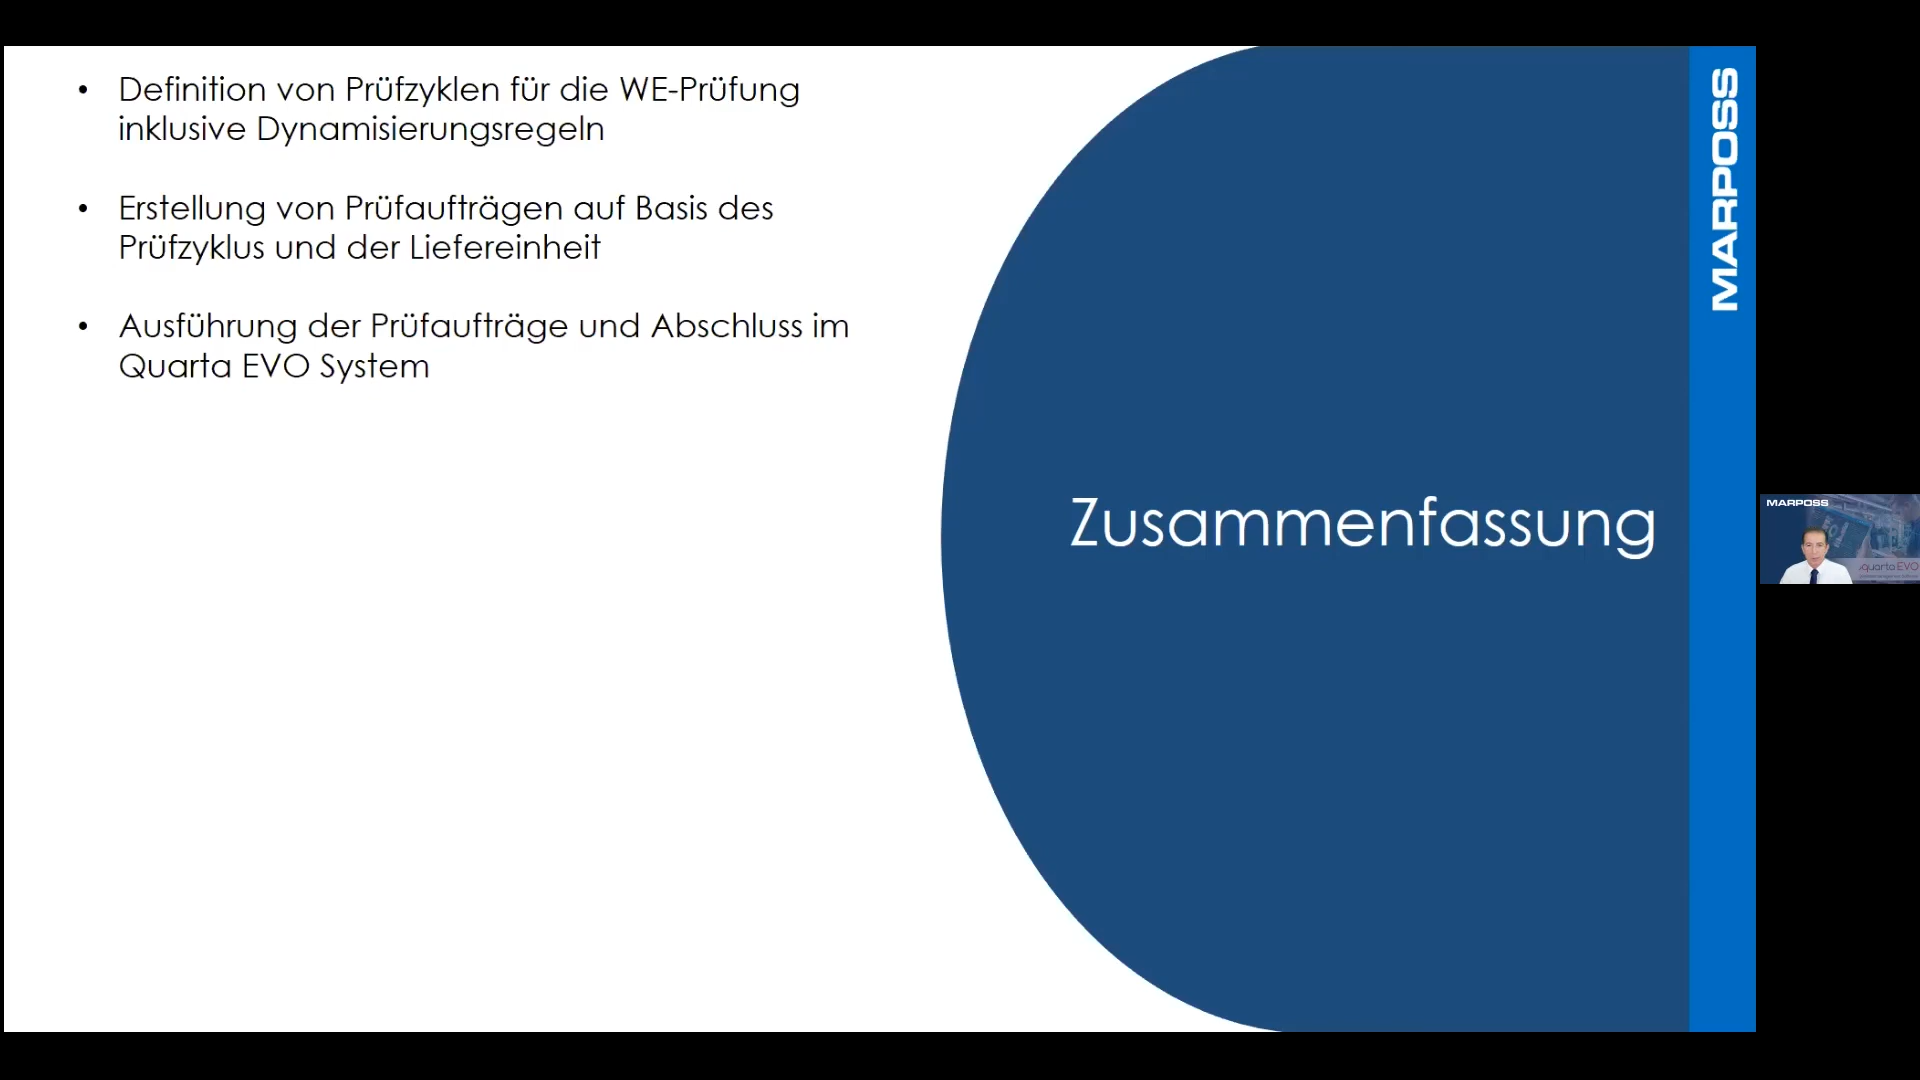 • Definition von Prüfzyklen für die WE-Prüfung
inklusive Dynamisierungsregeln
• Erstellung von Prüfaufträgen auf Basis des
Prüfzyklus und der Liefereinheit
• Ausführung der Prüfaufträge und Abschluss im
Quarta EVO System
Zusammenfassung
MARPOSS
MARPOSS
quarta EVO